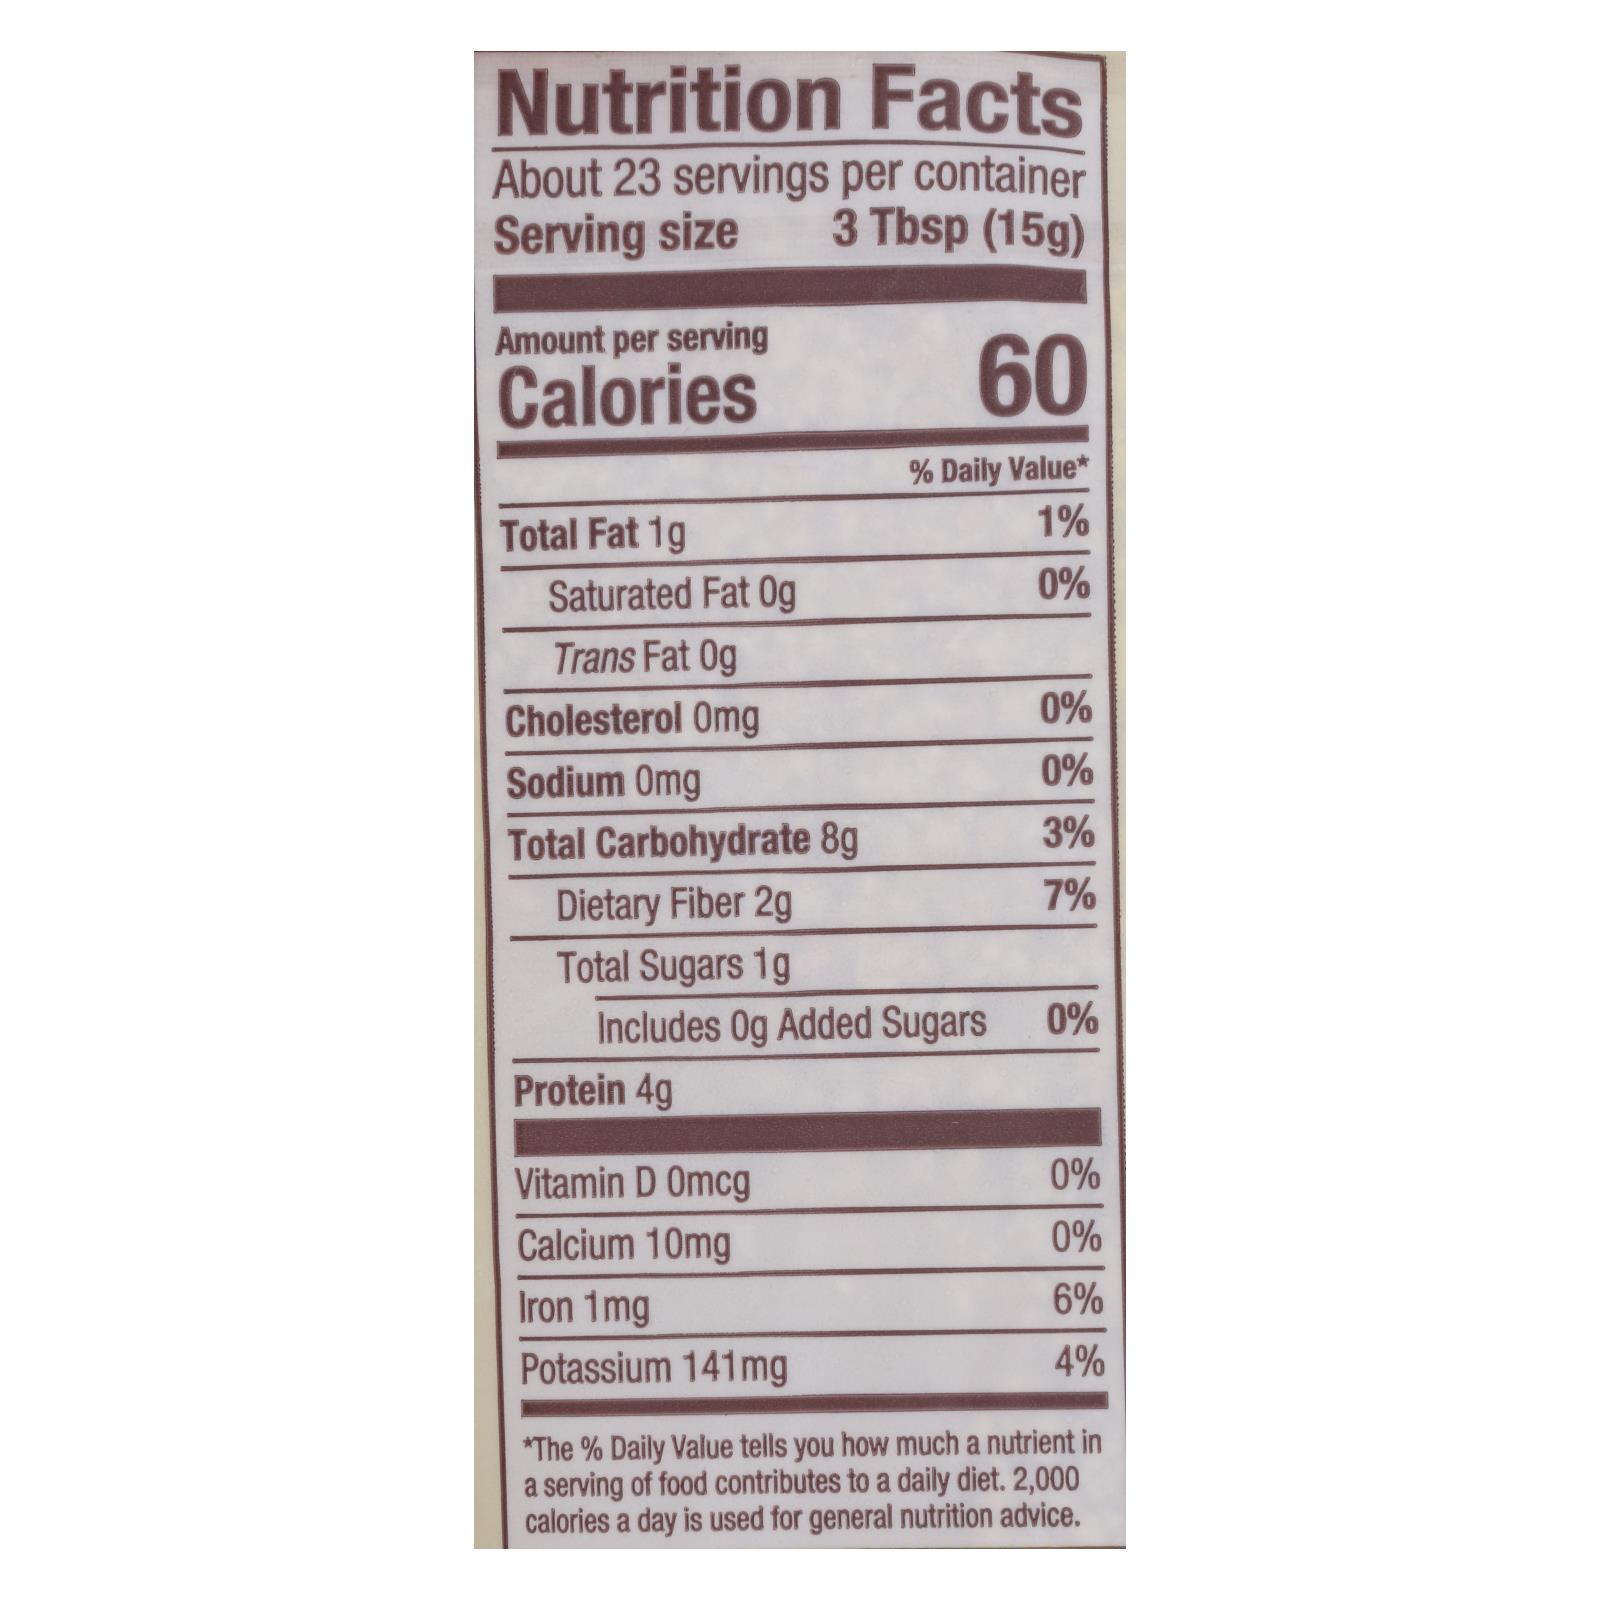 Nutrition Facts
About 23 servings per container
Serving size 3 Tbsp (15g)
Amount per serving
Calories 60
% Daily Value*
Total Fat 1g 1%
Saturated Fat 0g 0%
Trans Fat 0g
Cholesterol 0mg 0%
Sodium 0mg 0%
Total Carbohydrate 8g 3%
Dietary Fiber 2g 7%
Total Sugars 1g
Includes 0g Added Sugars 0%
Protein 4g
Vitamin D 0mcg 0%
Calcium 10mg 0%
Iron 1mg 6%
Potassium 141mg 4%
*The % Daily Value tells you how much a nutrient in
a serving of food contributes to a daily diet. 2,000
calories a day is used for general nutrition advice.